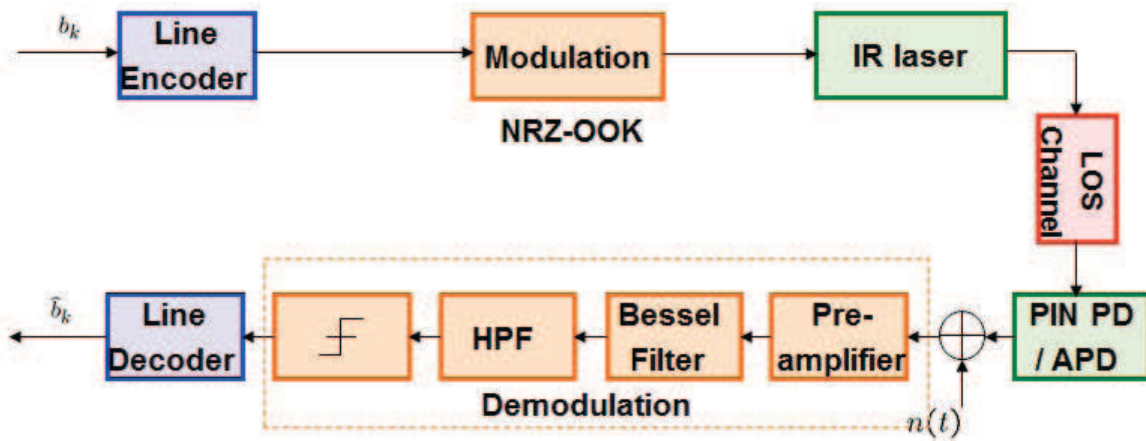 b_k
Line
Encoder
Modulation
NRZ-OOK
IR laser
LOS
Channel
PIN PD
/ APD
n(t)
Pre-
amplifier
Bessel
Filter
HPF
Demodulation
Line
Decoder
b̂_k